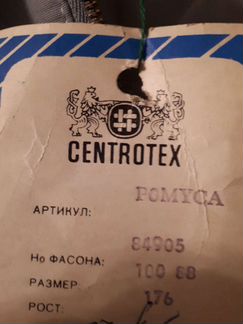 CENTROTEX
РОМУСА
АРТИКУЛ:
84905
Но ФАСОНА: 100 88
РАЗМЕР:
176
РОСТ: